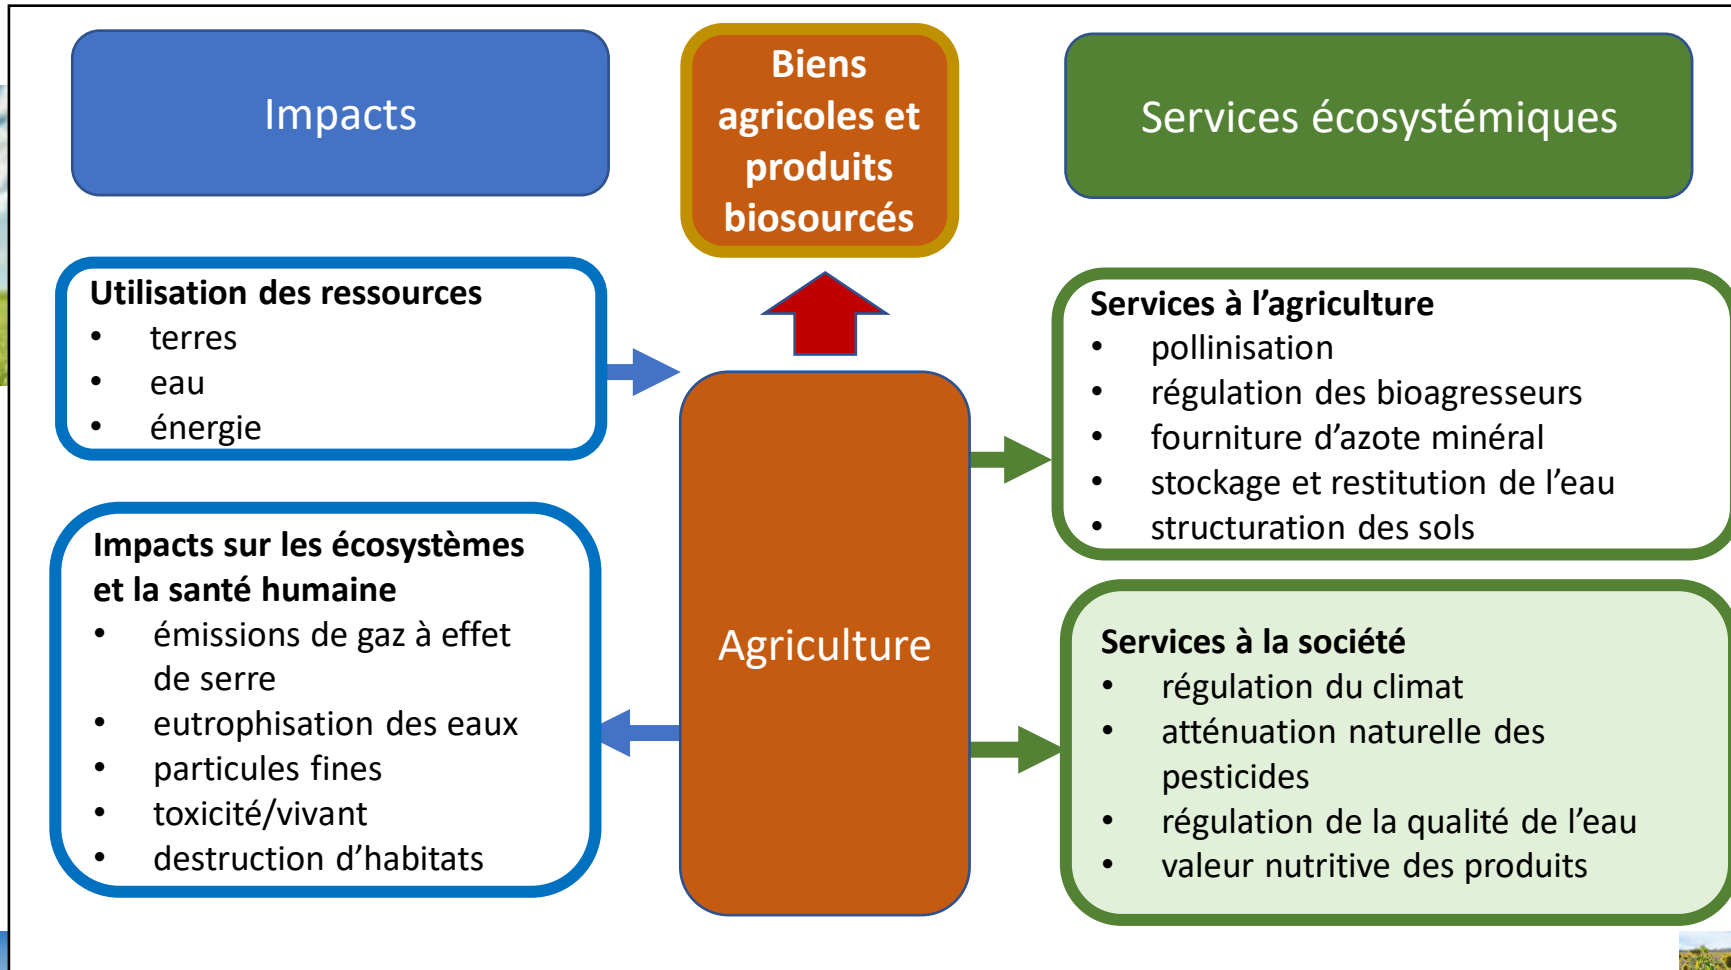 Impacts
Biens
agricoles et
produits
biosourcés
Services écosystémiques
Utilisation des ressources
• terres
• eau
• énergie
Impacts sur les écosystèmes
et la santé humaine
• émissions de gaz à effet
de serre
• eutrophisation des eaux
• particules fines
• toxicité/vivant
• destruction d’habitats
Agriculture
Services à l’agriculture
• pollinisation
• régulation des bioagresseurs
• fourniture d’azote minéral
• stockage et restitution de l’eau
• structuration des sols
Services à la société
• régulation du climat
• atténuation naturelle des
pesticides
• régulation de la qualité de l’eau
• valeur nutritive des produits